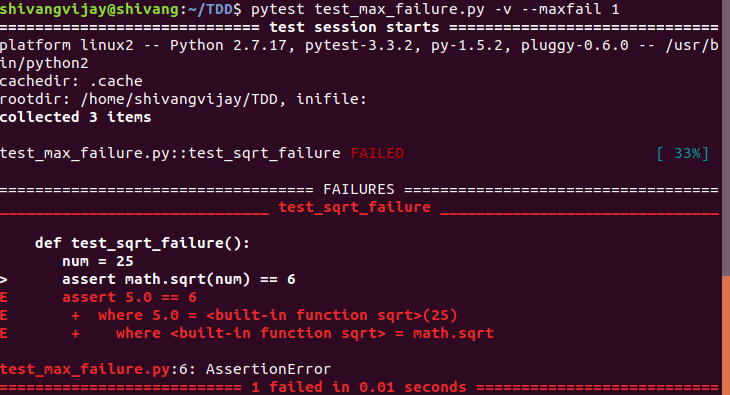 shivangvijay@shivang:~/TDD$ pytest test_max_failure.py -v --maxfail 1
============================= test session starts ==============================
platform linux2 -- Python 2.7.17, pytest-3.3.2, py-1.5.2, pluggy-0.6.0 -- /usr/b
in/python2
cachedir: .cache
rootdir: /home/shivangvijay/TDD, inifile:
collected 3 items
test_max_failure.py::test_sqrt_failure FAILED [ 33%]
=================================== FAILURES ===================================
______________________________ test_sqrt_failure _______________________________
    def test_sqrt_failure():
       num = 25
>      assert math.sqrt(num) == 6
E      assert 5.0 == 6
E       +  where 5.0 = <built-in function sqrt>(25)
E       +    where <built-in function sqrt> = math.sqrt
test_max_failure.py:6: AssertionError
=========================== 1 failed in 0.01 seconds ===========================